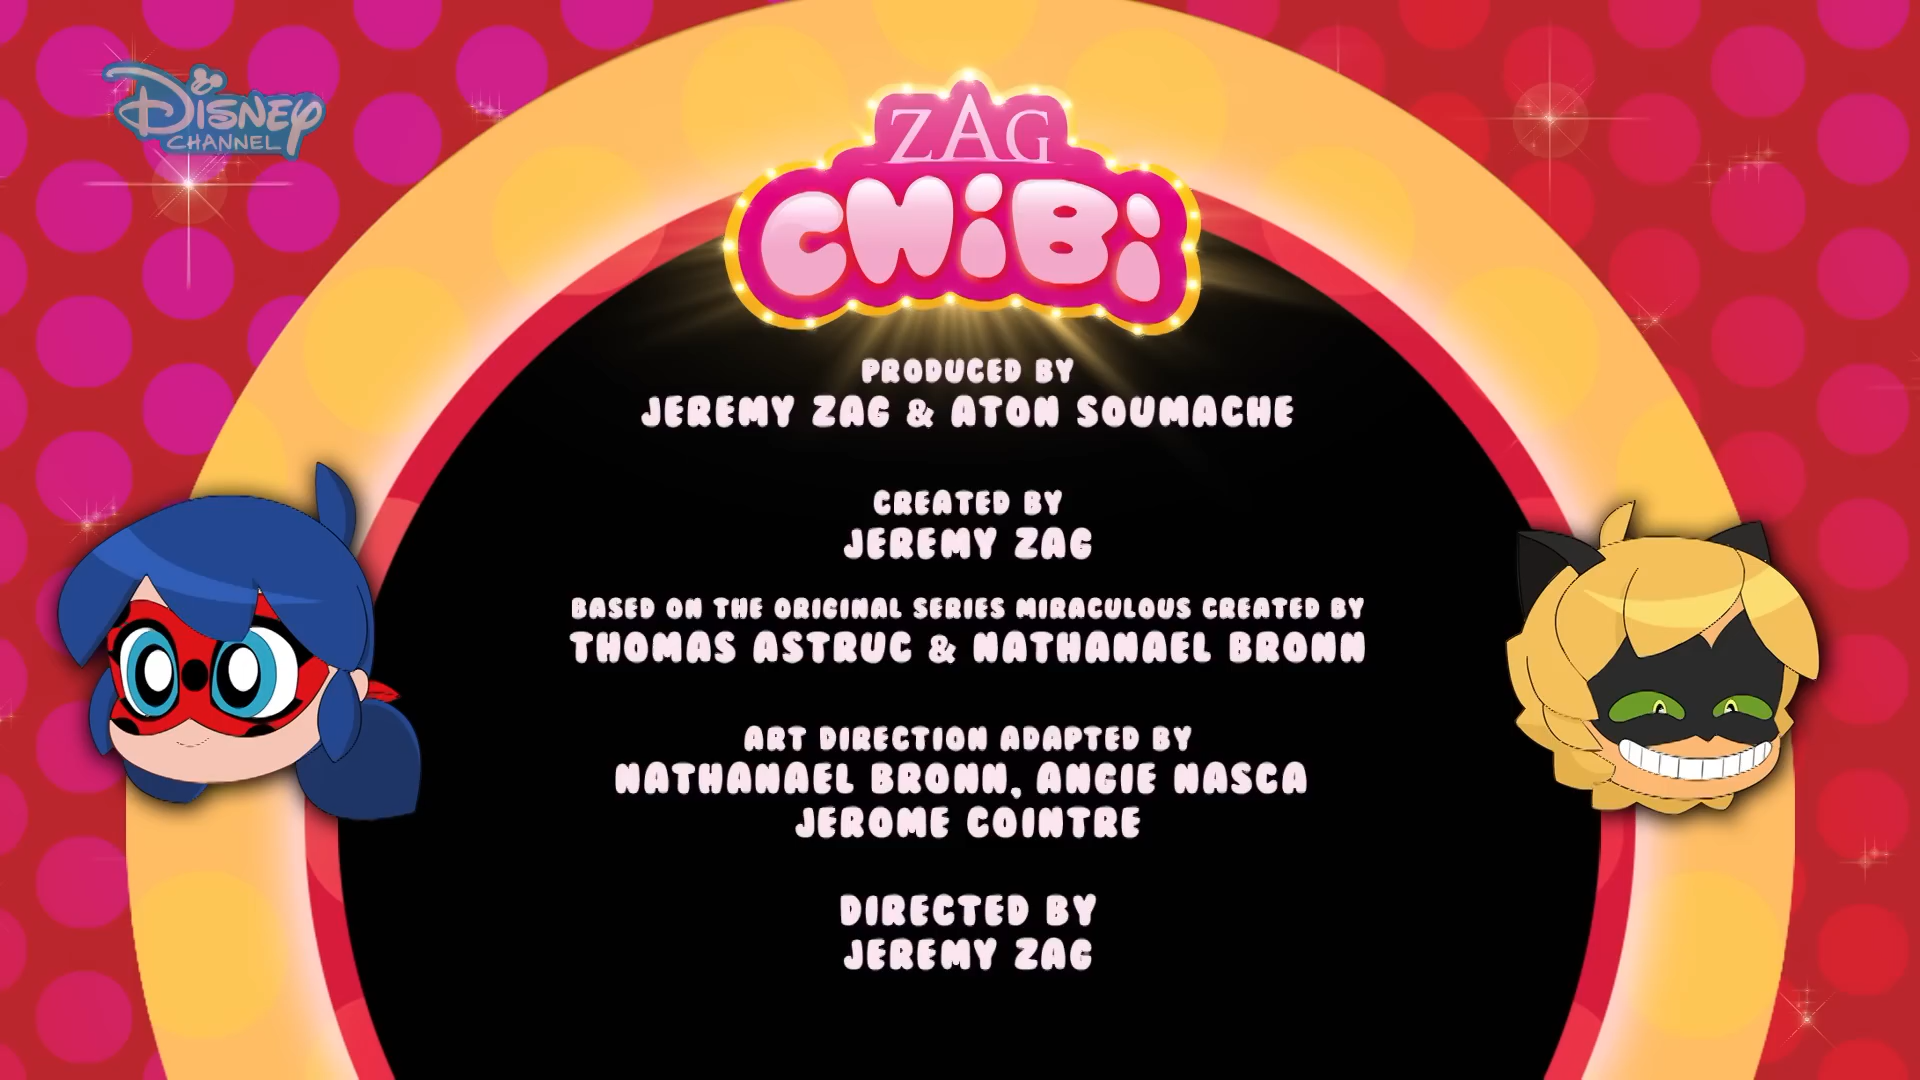 DISNEY
CHANNEL
ZAG
CHiBi
PRODUCED BY
JEREMY ZAG & ATON SOUMACHE
CREATED BY
JEREMY ZAG
BASED ON THE ORIGINAL SERIES MIRACULOUS CREATED BY
THOMAS ASTRUC & NATHANAEL BRONN
ART DIRECTION ADAPTED BY
NATHANAEL BRONN, ANGIE NASCA
JEROME COINTRE
DIRECTED BY
JEREMY ZAG